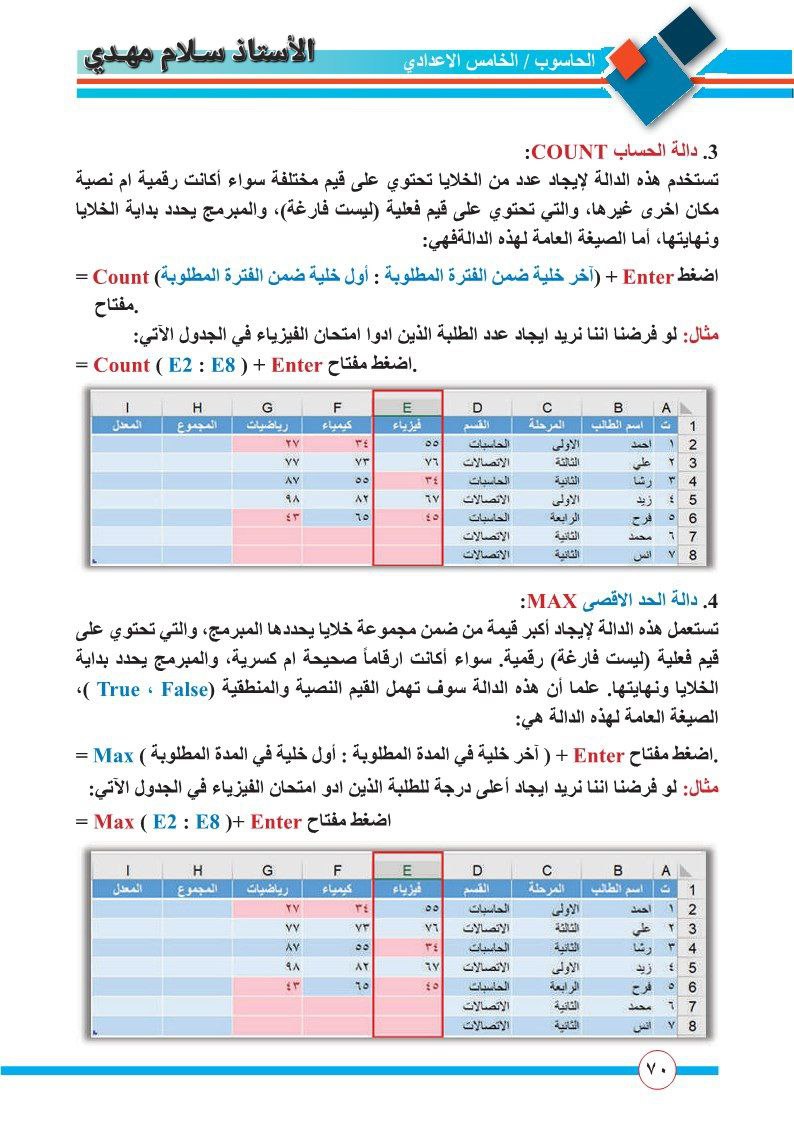 الحاسوب / الخامس الاعدادي الأستاذ سلام مهدي
3. دالة الحساب COUNT:
تستخدم هذه الدالة لإيجاد عدد من الخلايا تحتوي على قيم مختلفة سواء أكانت رقمية ام نصية
مكان اخرى غيرها، والتي تحتوي على قيم فعلية (ليست فارغة)، والمبرمج يحدد بداية الخلايا
ونهايتها، أما الصيغة العامة لهذه الدالةفهي:
= Count (آخر خلية ضمن الفترة المطلوبة : أول خلية ضمن الفترة المطلوبة) + Enter اضغط
مفتاح.
مثال: لو فرضنا اننا نريد ايجاد عدد الطلبة الذين ادوا امتحان الفيزياء في الجدول الآتي:
= Count ( E2 : E8 ) + Enter اضغط مفتاح.
A B C D E F G H I
1 ت اسم الطالب المرحلة القسم فيزياء كيمياء رياضيات المجموع المعدل
2 ١ احمد الاولى الحاسبات ٥٥ ٣٤ ٢٧
3 ٢ علي الثالثة الاتصالات ٧٦ ٧٣ ٧٧
4 ٣ رشا الثانية الحاسبات ٣٤ ٥٥ ٨٧
5 ٤ زيد الاولى الاتصالات ٦٧ ٨٢ ٩٨
6 ٥ فرح الرابعة الحاسبات ٤٥ ٦٥ ٤٣
7 ٦ محمد الثانية الاتصالات
8 ٧ انس الثانية الاتصالات
4. دالة الحد الاقصى MAX:
تستعمل هذه الدالة لإيجاد أكبر قيمة من ضمن مجموعة خلايا يحددها المبرمج، والتي تحتوي على
قيم فعلية (ليست فارغة) رقمية. سواء أكانت ارقاماً صحيحة ام كسرية، والمبرمج يحدد بداية
الخلايا ونهايتها. علما أن هذه الدالة سوف تهمل القيم النصية والمنطقية (True ، False )،
الصيغة العامة لهذه الدالة هي:
= Max ( آخر خلية في المدة المطلوبة : أول خلية في المدة المطلوبة ) + Enter اضغط مفتاح.
مثال: لو فرضنا اننا نريد ايجاد أعلى درجة للطلبة الذين ادو امتحان الفيزياء في الجدول الآتي:
= Max ( E2 : E8 )+ Enter اضغط مفتاح
A B C D E F G H I
1 ت اسم الطالب المرحلة القسم فيزياء كيمياء رياضيات المجموع المعدل
2 ١ احمد الاولى الحاسبات ٥٥ ٣٤ ٢٧
3 ٢ علي الثالثة الاتصالات ٧٦ ٧٣ ٧٧
4 ٣ رشا الثانية الحاسبات ٣٤ ٥٥ ٨٧
5 ٤ زيد الاولى الاتصالات ٦٧ ٨٢ ٩٨
6 ٥ فرح الرابعة الحاسبات ٤٥ ٦٥ ٤٣
7 ٦ محمد الثانية الاتصالات
8 ٧ انس الثانية الاتصالات
٧٠